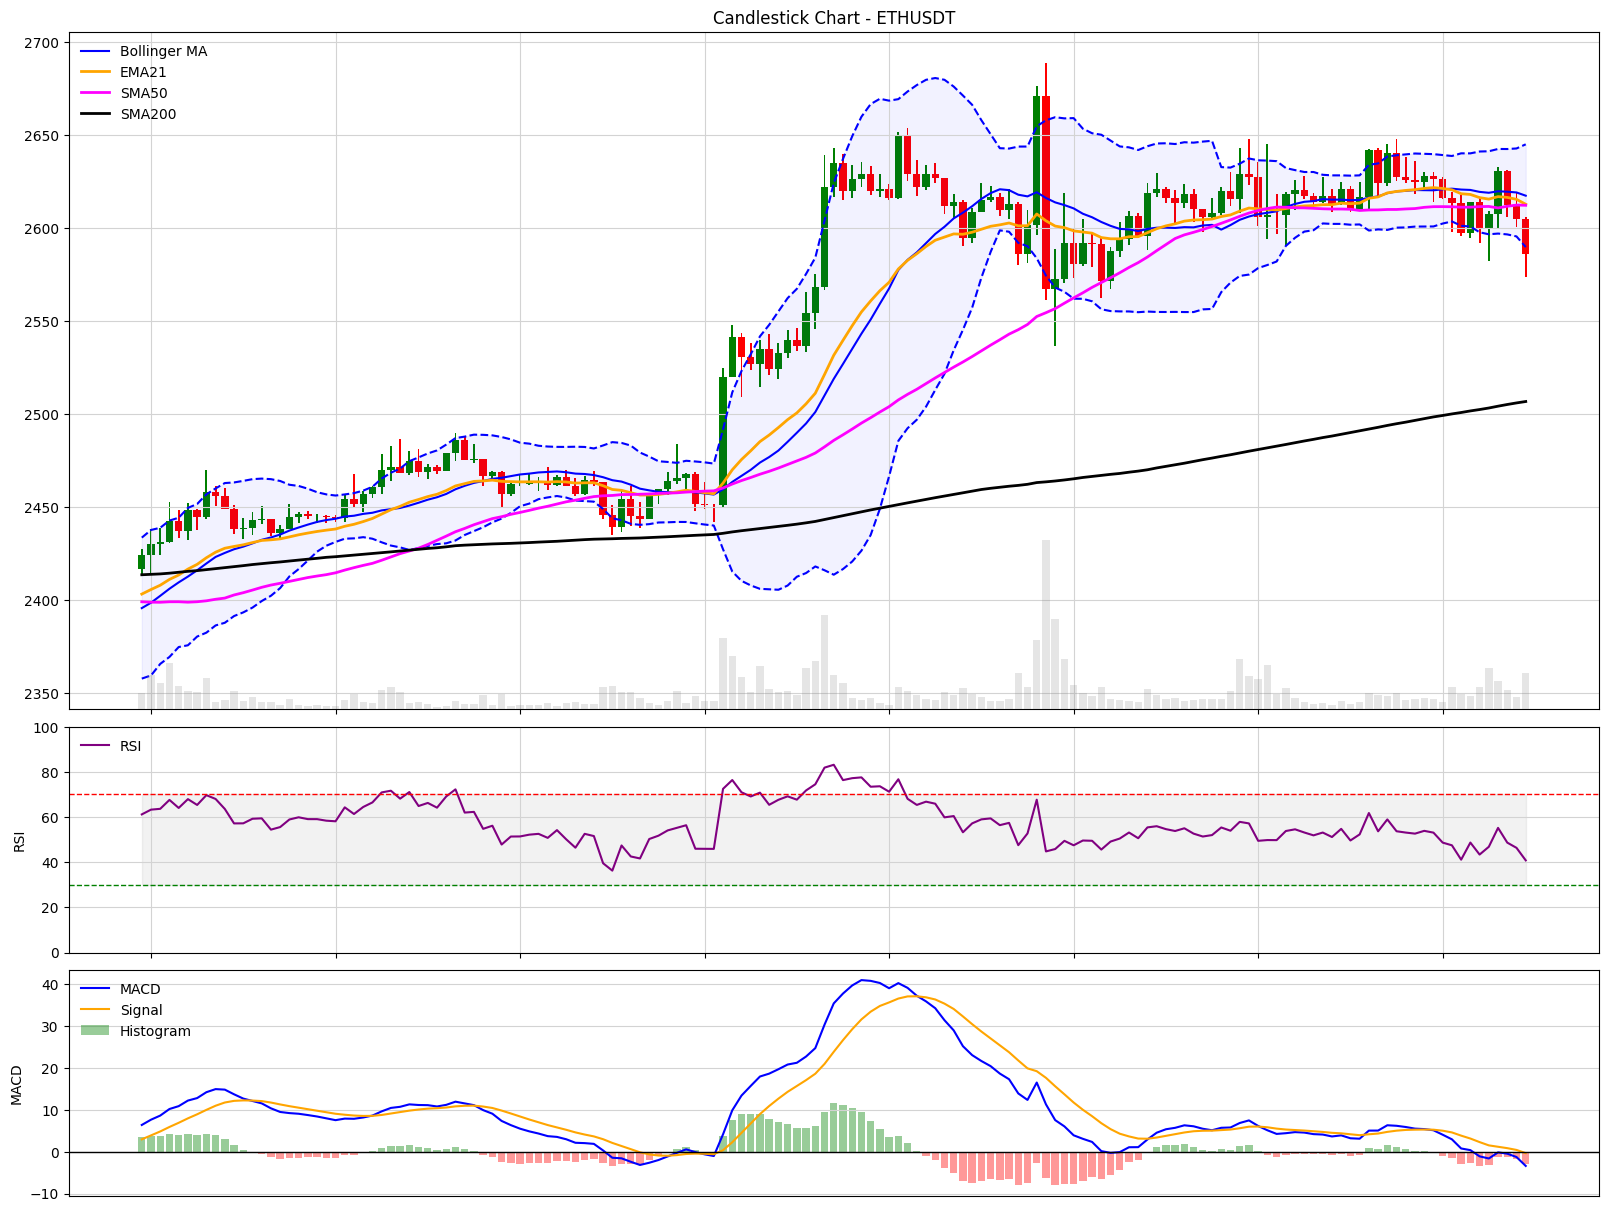 Candlestick Chart - ETHUSDT
2700
2650
2600
2550
2500
2450
2400
2350
Bollinger MA
EMA21
SMA50
SMA200
100
80
60
40
20
0
RSI
RSI
40
30
20
10
0
−10
MACD
MACD
Signal
Histogram